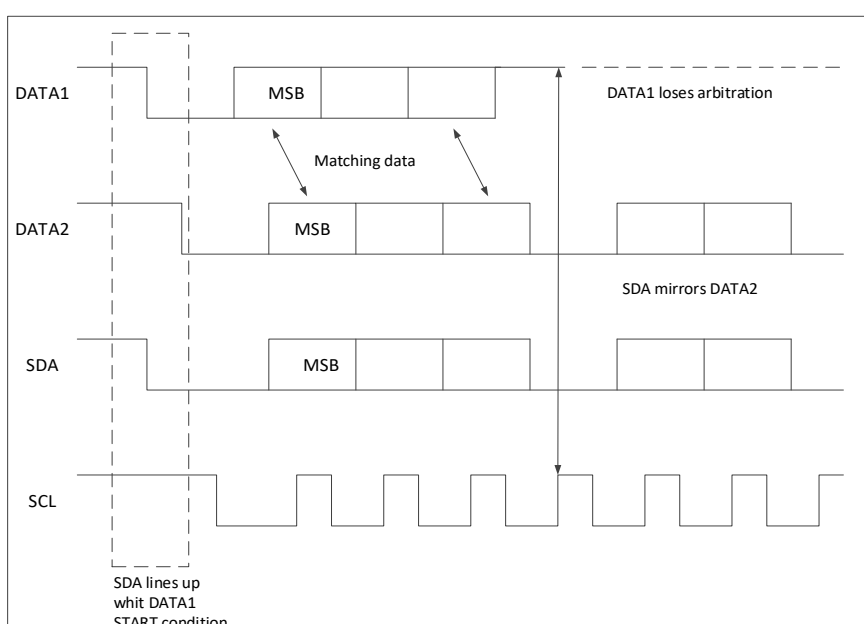 DATA1
MSB
DATA1 loses arbitration
Matching data
DATA2
MSB
SDA mirrors DATA2
SDA
MSB
SCL
SDA lines up
whit DATA1
START condition